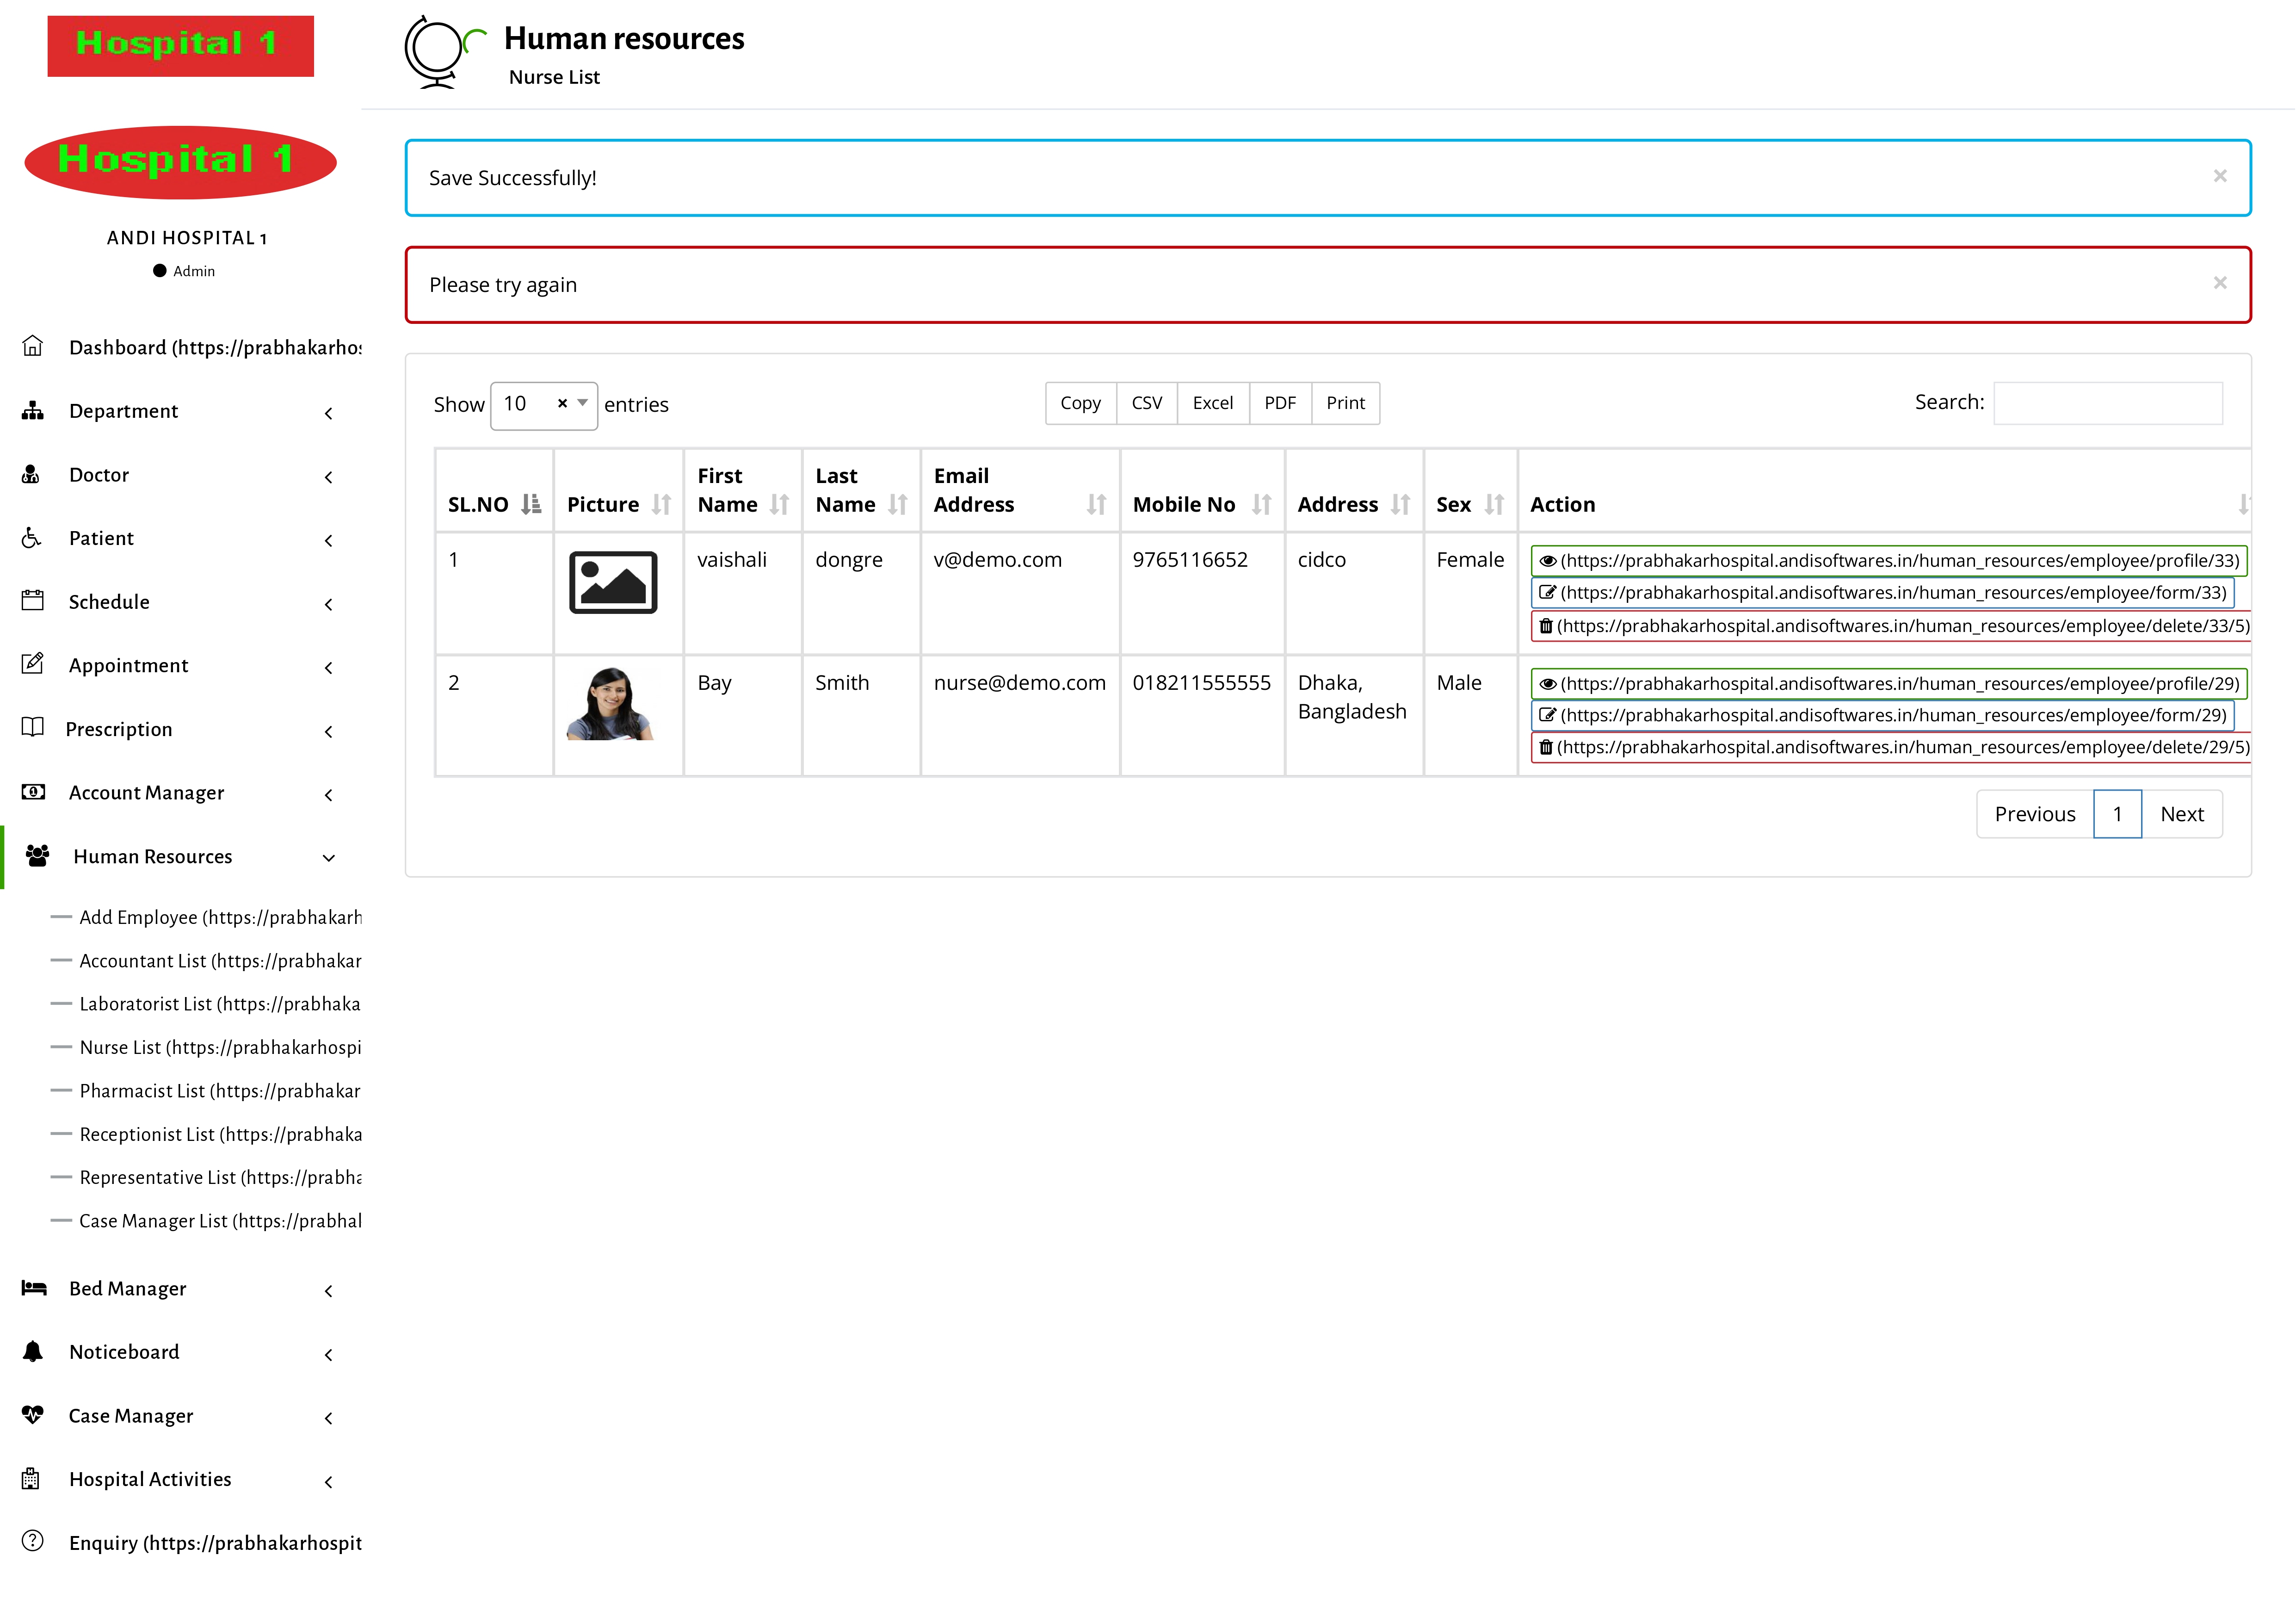 Hospital 1
Hospital 1
ANDI HOSPITAL 1
Admin
Dashboard (https://prabhakarhos
Department
Doctor
Patient
Schedule
Appointment
Prescription
Account Manager
Human Resources
Add Employee (https://prabhakarh
Accountant List (https://prabhakar
Laboratorist List (https://prabhaka
Nurse List (https://prabhakarhospi
Pharmacist List (https://prabhakar
Receptionist List (https://prabhaka
Representative List (https://prabha
Case Manager List (https://prabhal
Bed Manager
Noticeboard
Case Manager
Hospital Activities
Enquiry (https://prabhakarhospit
Human resources
Nurse List
Save Successfully! ×
Please try again ×
Show 10 × entries Copy CSV Excel PDF Print Search:
SL.NO Picture First Name Last Name Email Address Mobile No Address Sex Action
1 vaishali dongre v@demo.com 9765116652 cidco Female (https://prabhakarhospital.andisoftwares.in/human_resources/employee/profile/33)
(https://prabhakarhospital.andisoftwares.in/human_resources/employee/form/33)
(https://prabhakarhospital.andisoftwares.in/human_resources/employee/delete/33/5)
2 Bay Smith nurse@demo.com 018211555555 Dhaka, Bangladesh Male (https://prabhakarhospital.andisoftwares.in/human_resources/employee/profile/29)
(https://prabhakarhospital.andisoftwares.in/human_resources/employee/form/29)
(https://prabhakarhospital.andisoftwares.in/human_resources/employee/delete/29/5)
Previous 1 Next